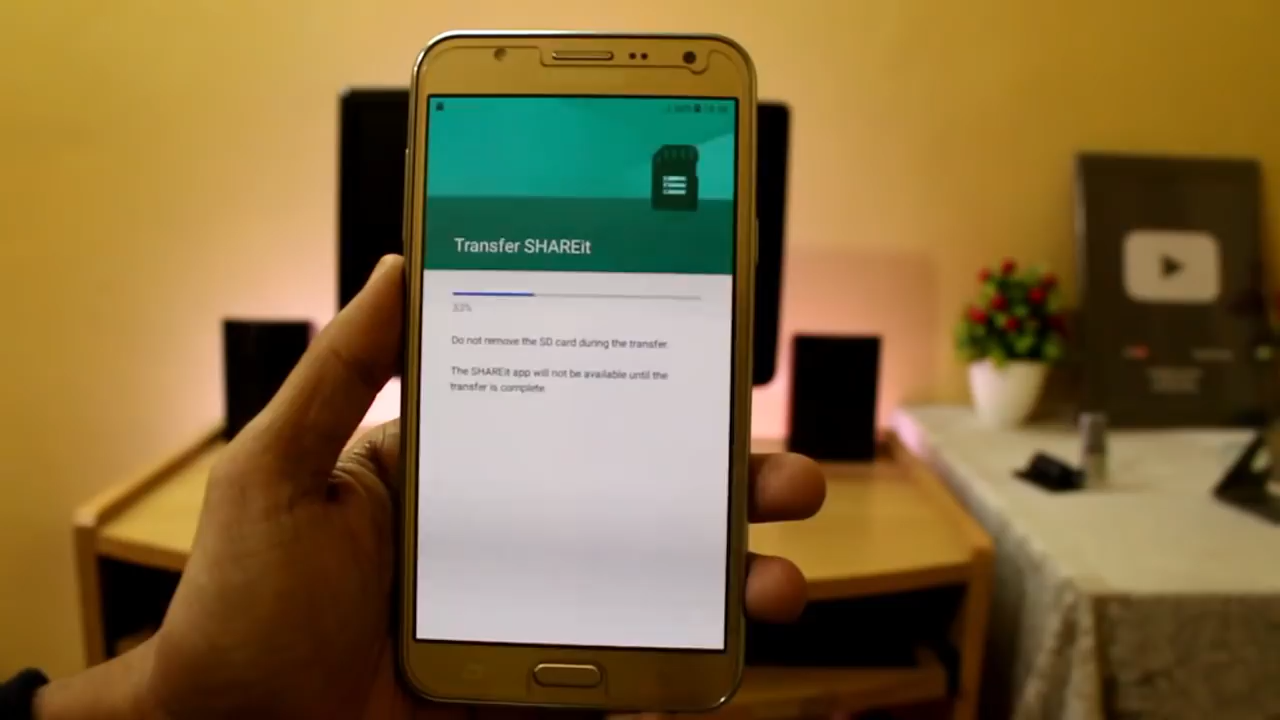 Transfer SHAREit
33%
Do not remove the SD card during the transfer.
The SHAREit app will not be available until the
transfer is complete.